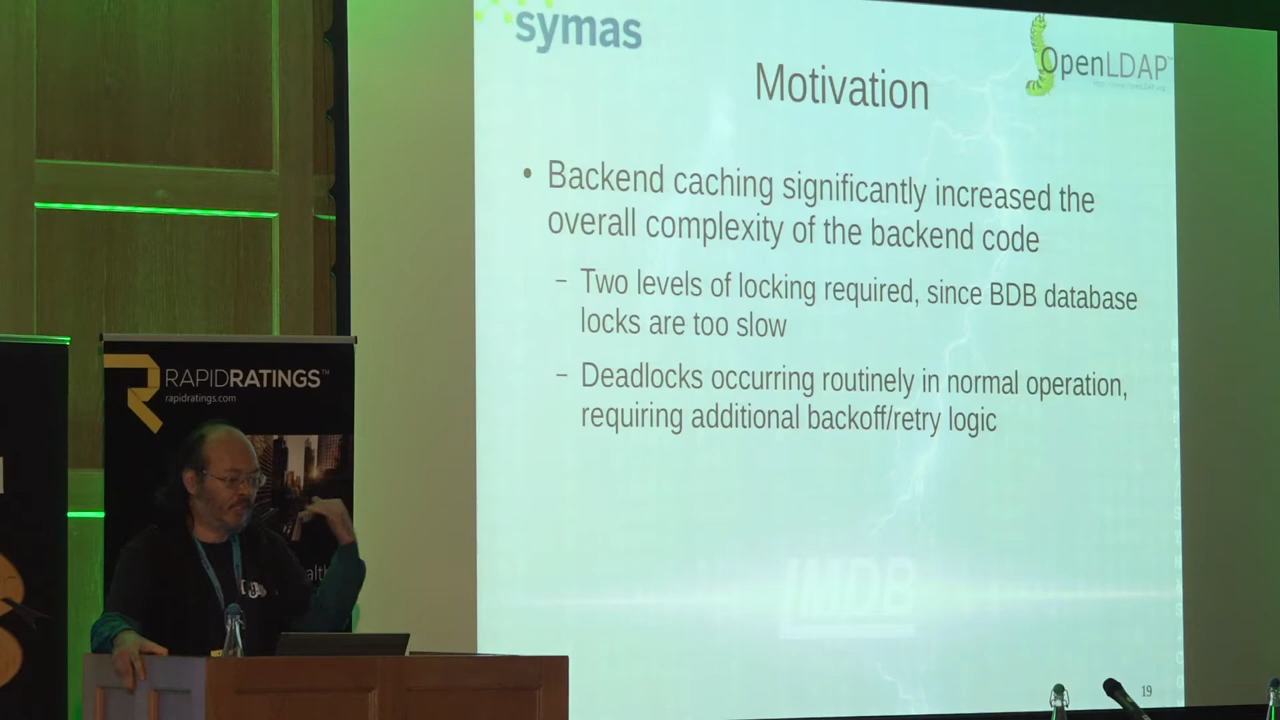 symas
OpenLDAP
Motivation
• Backend caching significantly increased the
overall complexity of the backend code
– Two levels of locking required, since BDB database
locks are too slow
– Deadlocks occurring routinely in normal operation,
requiring additional backoff/retry logic
LMDB
19
RAPIDRATINGS™
rapidratings.com